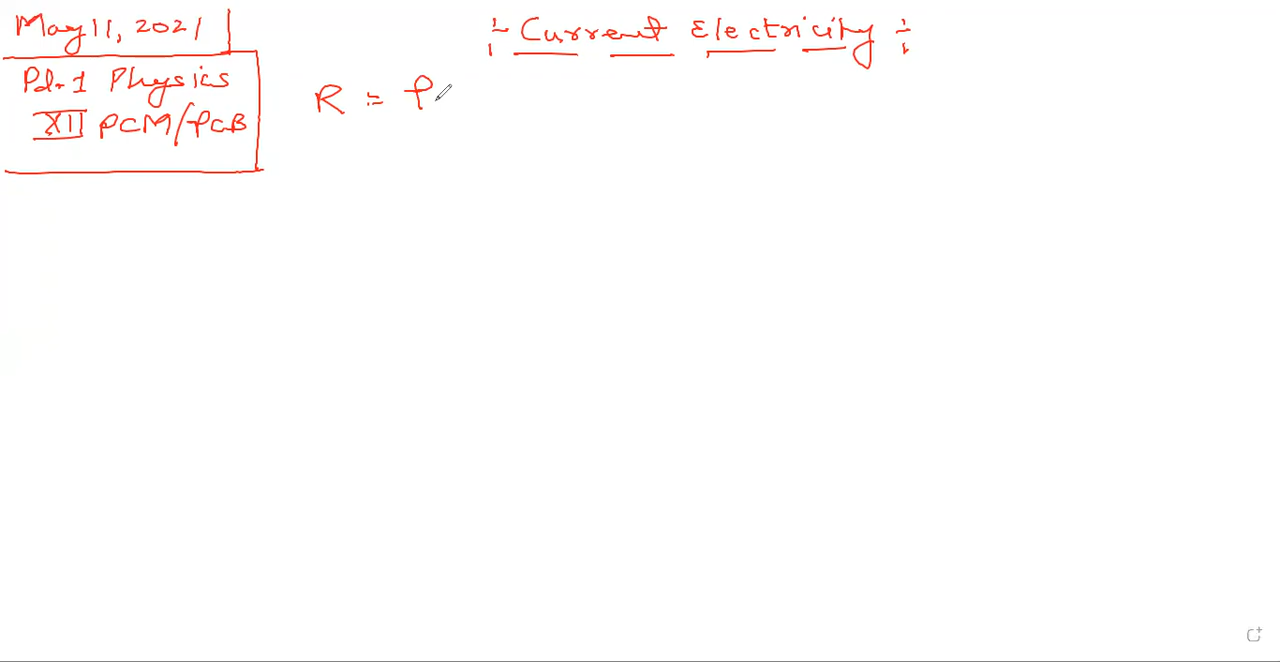 May 11, 2021
:- Current Electricity -:
Pd-1 Physics
XII PCM/PCB
R = ρ